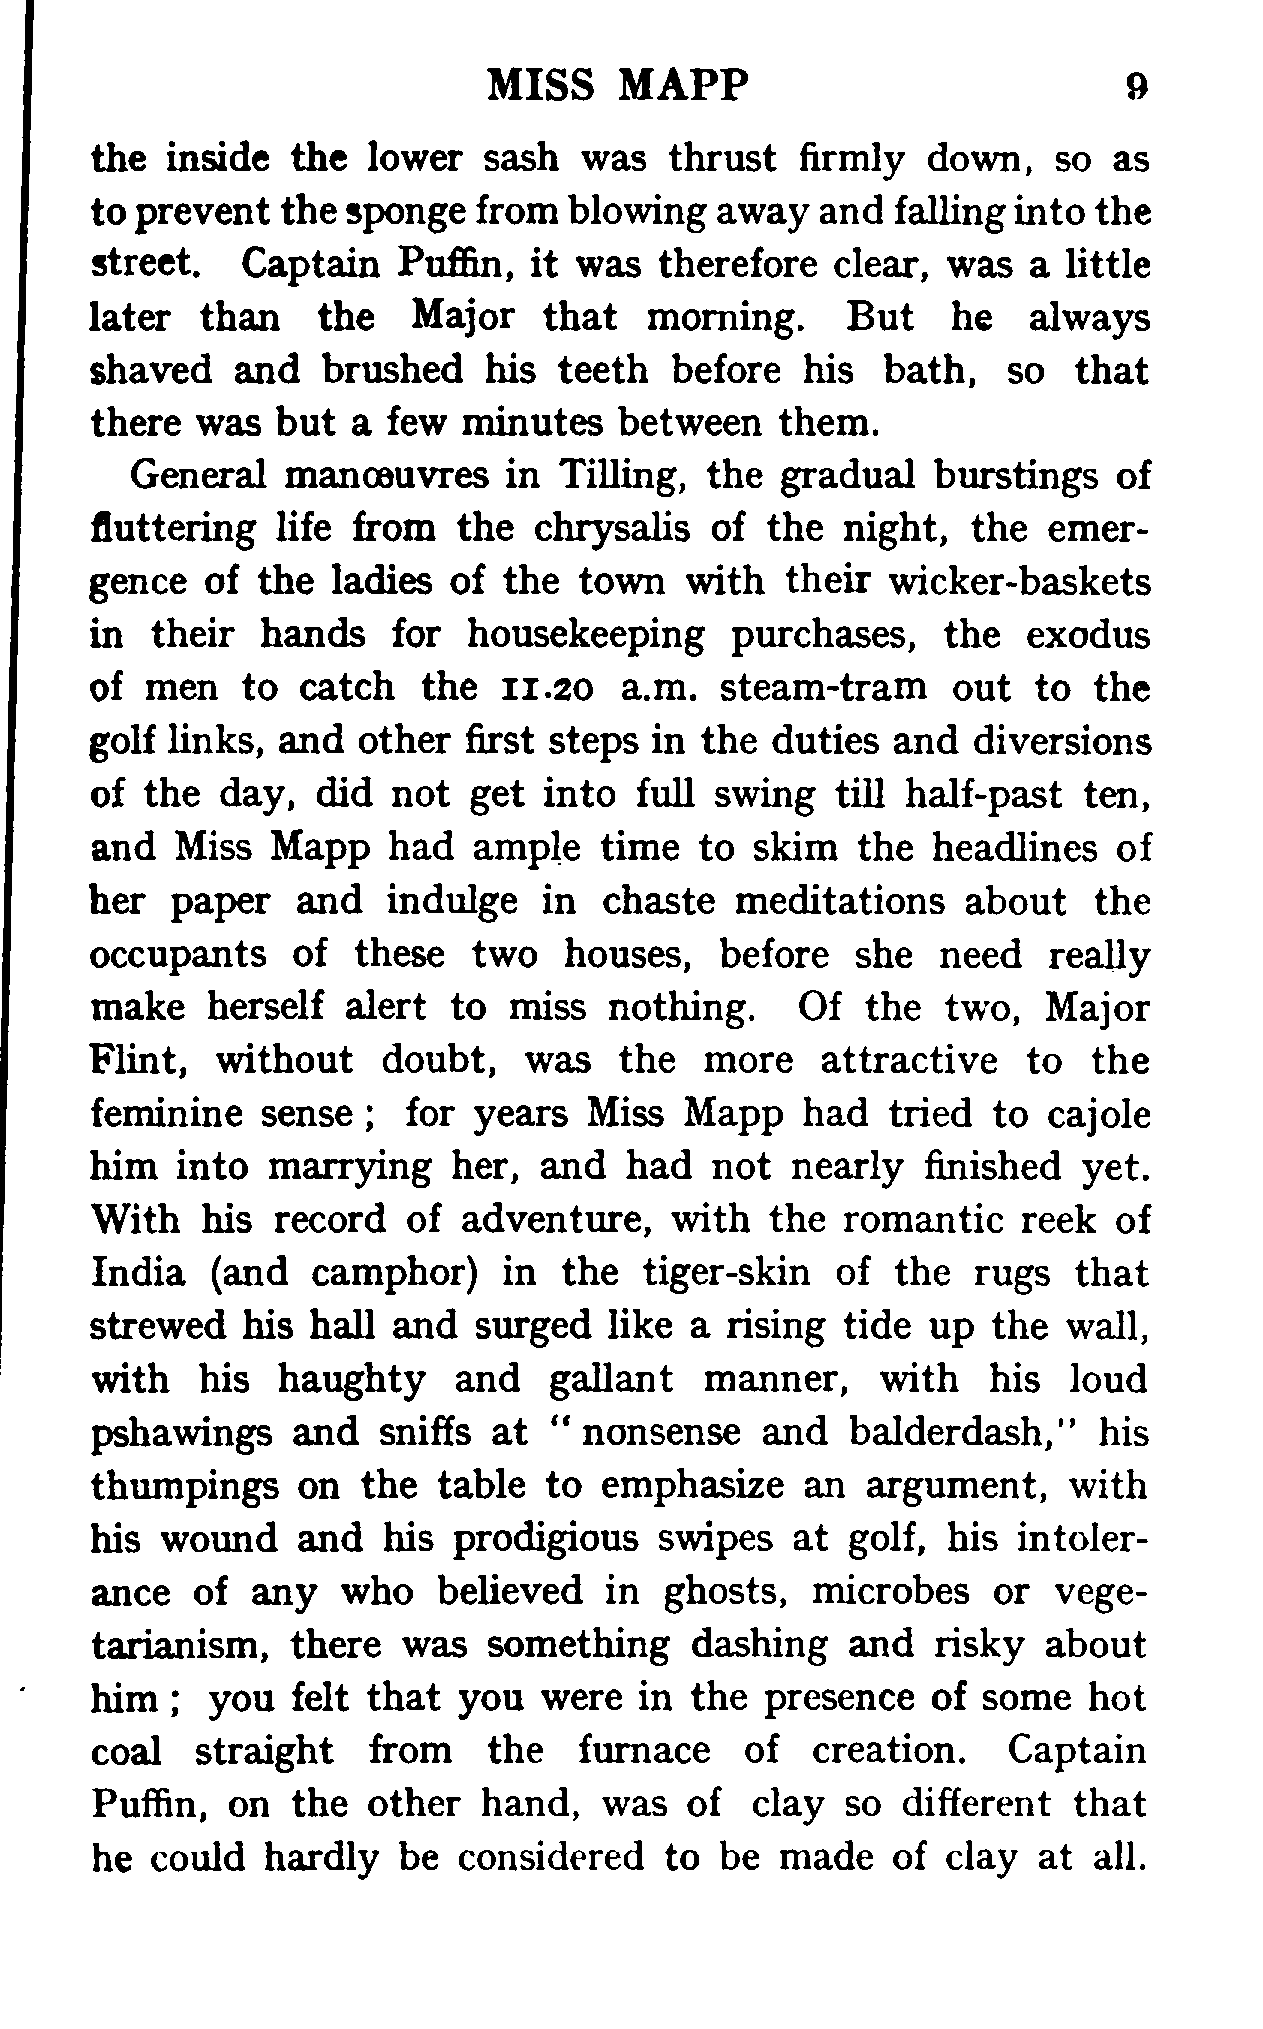 MISS MAPP 9
the inside the lower sash was thrust firmly down, so as
to prevent the sponge from blowing away and falling into the
street. Captain Puffin, it was therefore clear, was a little
later than the Major that morning. But he always
shaved and brushed his teeth before his bath, so that
there was but a few minutes between them.
General manœuvres in Tilling, the gradual burstings of
fluttering life from the chrysalis of the night, the emer-
gence of the ladies of the town with their wicker-baskets
in their hands for housekeeping purchases, the exodus
of men to catch the 11.20 a.m. steam-tram out to the
golf links, and other first steps in the duties and diversions
of the day, did not get into full swing till half-past ten,
and Miss Mapp had ample time to skim the headlines of
her paper and indulge in chaste meditations about the
occupants of these two houses, before she need really
make herself alert to miss nothing. Of the two, Major
Flint, without doubt, was the more attractive to the
feminine sense ; for years Miss Mapp had tried to cajole
him into marrying her, and had not nearly finished yet.
With his record of adventure, with the romantic reek of
India (and camphor) in the tiger-skin of the rugs that
strewed his hall and surged like a rising tide up the wall,
with his haughty and gallant manner, with his loud
pshawings and sniffs at “ nonsense and balderdash,” his
thumpings on the table to emphasize an argument, with
his wound and his prodigious swipes at golf, his intoler-
ance of any who believed in ghosts, microbes or vege-
tarianism, there was something dashing and risky about
him ; you felt that you were in the presence of some hot
coal straight from the furnace of creation. Captain
Puffin, on the other hand, was of clay so different that
he could hardly be considered to be made of clay at all.